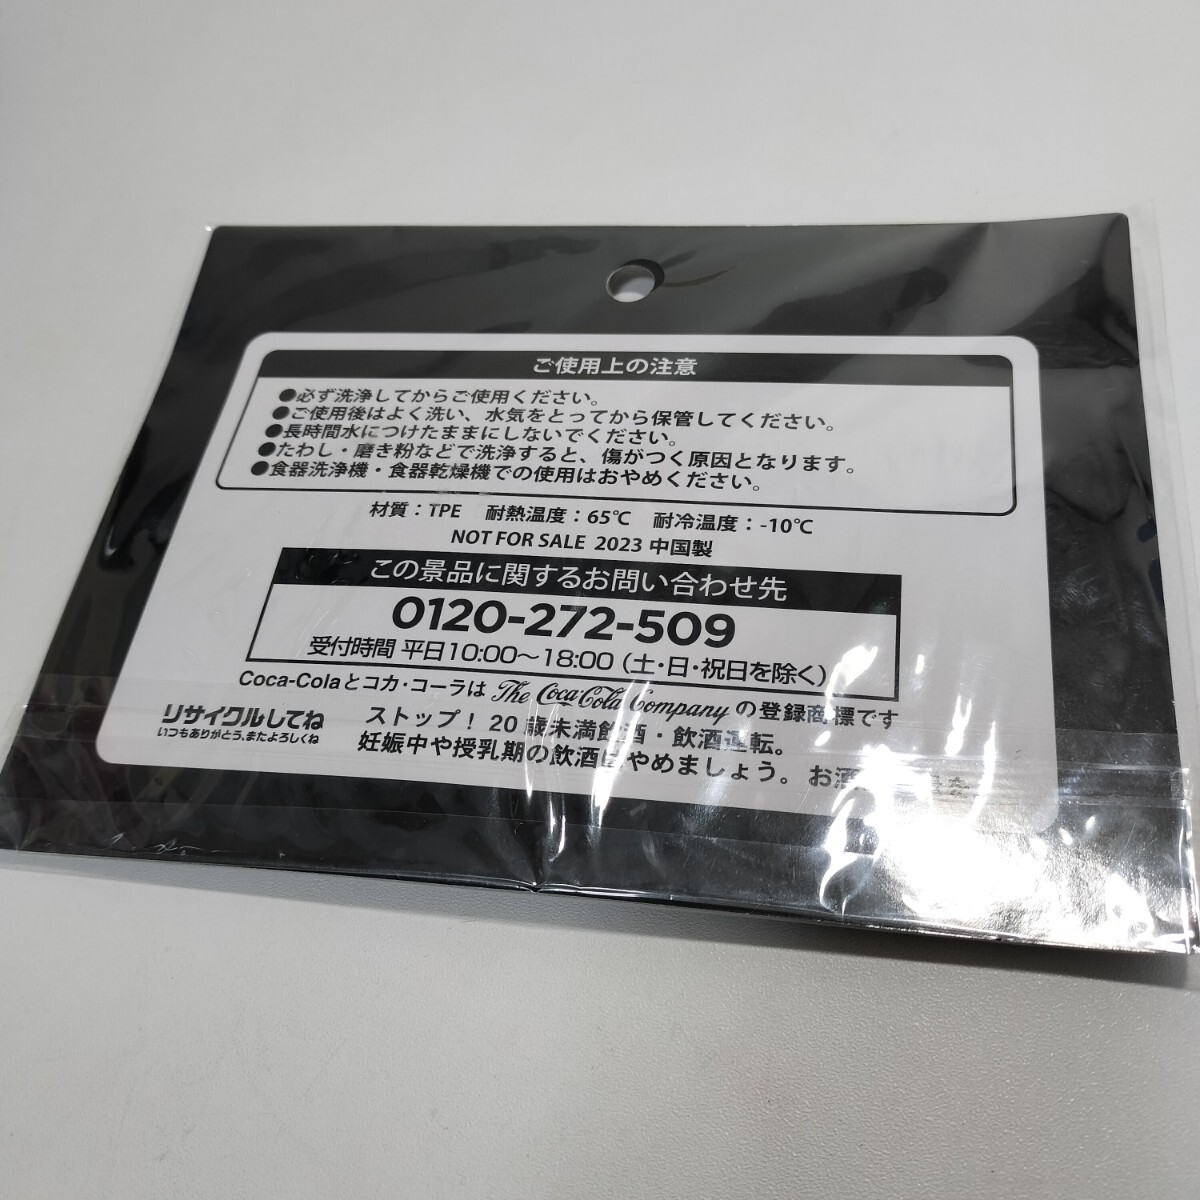 ご使用上の注意
●必ず洗浄してからご使用ください。
●ご使用後はよく洗い、水気をとってから保管してください。
●長時間水につけたままにしないでください。
●たわし・磨き粉などで洗浄すると、傷がつく原因となります。
●食器洗浄機・食器乾燥機での使用はおやめください。
材質：TPE 耐熱温度：65℃ 耐冷温度：-10℃
NOT FOR SALE 2023 中国製
この景品に関するお問い合わせ先
0120-272-509
受付時間 平日10:00～18:00（土・日・祝日を除く）
Coca-Colaとコカ・コーラは The Coca-Cola Company の登録商標です
リサイクルしてね
いつもありがとう、またよろしくね
ストップ！20歳未満飲酒・飲酒運転。
妊娠中や授乳期の飲酒はやめましょう。お酒